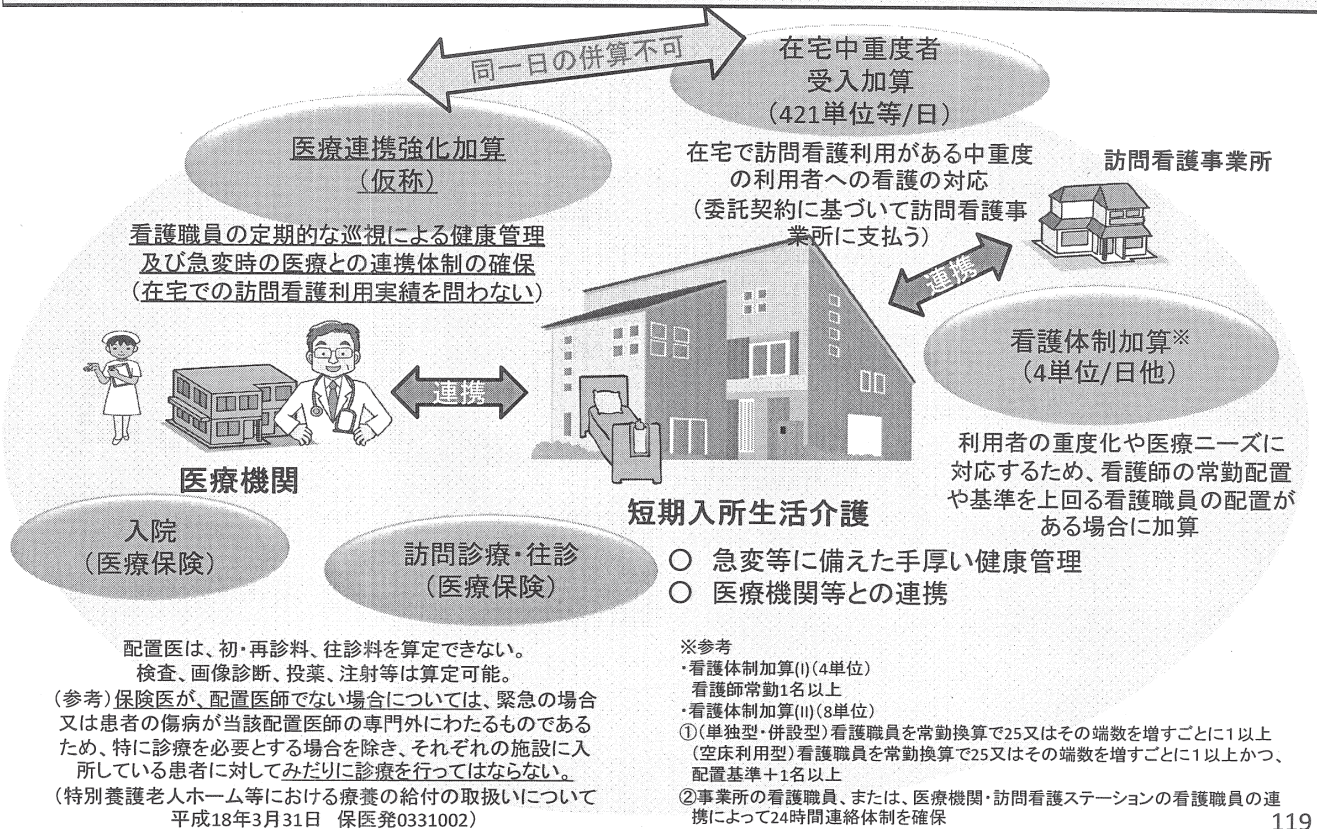 同一日の併算不可
在宅中重度者
受入加算
(421単位等/日)
医療連携強化加算
(仮称)
在宅で訪問看護利用がある中重度
の利用者への看護の対応
(委託契約に基づいて訪問看護事
業所に支払う)
訪問看護事業所
看護職員の定期的な巡視による健康管理
及び急変時の医療との連携体制の確保
(在宅での訪問看護利用実績を問わない)
連携
看護体制加算※
(4単位/日他)
連携
利用者の重度化や医療ニーズに
対応するため、看護師の常勤配置
や基準を上回る看護職員の配置が
ある場合に加算
医療機関
短期入所生活介護
入院
(医療保険)
訪問診療・往診
(医療保険)
○ 急変等に備えた手厚い健康管理
○ 医療機関等との連携
配置医は、初・再診料、往診料を算定できない。
検査、画像診断、投薬、注射等は算定可能。
(参考)保険医が、配置医師でない場合については、緊急の場合
又は患者の傷病が当該配置医師の専門外にわたるものである
ため、特に診療を必要とする場合を除き、それぞれの施設に入
所している患者に対してみだりに診療を行ってはならない。
(特別養護老人ホーム等における療養の給付の取扱いについて
平成18年3月31日 保医発0331002)
※参考
・看護体制加算(I)(4単位)
看護師常勤1名以上
・看護体制加算(II)(8単位)
①(単独型・併設型)看護職員を常勤換算で25又はその端数を増すごとに1以上
(空床利用型)看護職員を常勤換算で25又はその端数を増すごとに1以上かつ、
配置基準+1名以上
②事業所の看護職員、または、医療機関・訪問看護ステーションの看護職員の連
携によって24時間連絡体制を確保
119